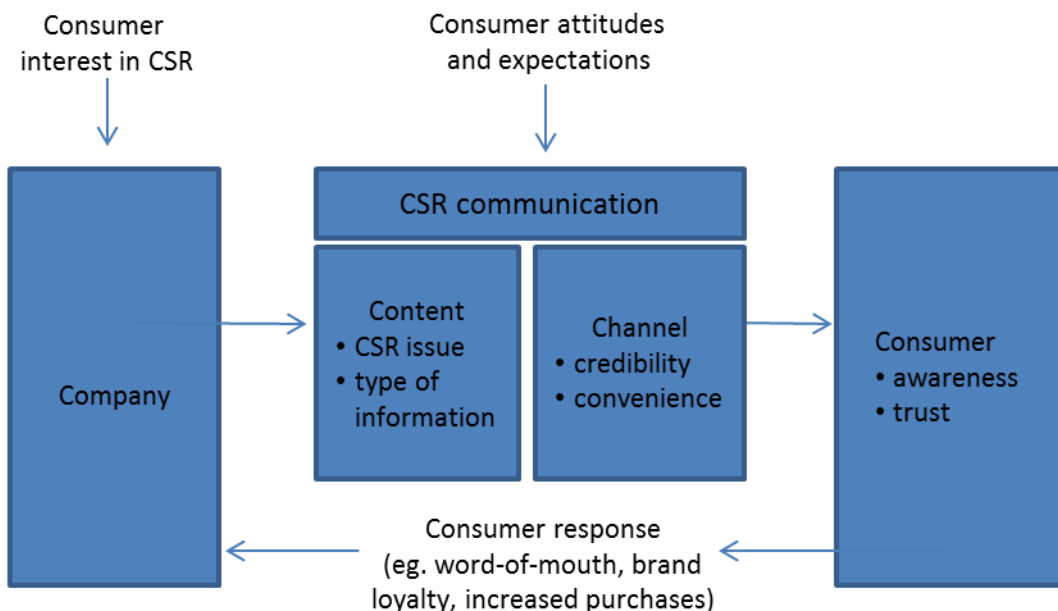 Consumer
interest in CSR
Consumer attitudes
and expectations
CSR communication
Company
Content
• CSR issue
• type of
information
Channel
• credibility
• convenience
Consumer
• awareness
• trust
Consumer response
(eg. word-of-mouth, brand
loyalty, increased purchases)